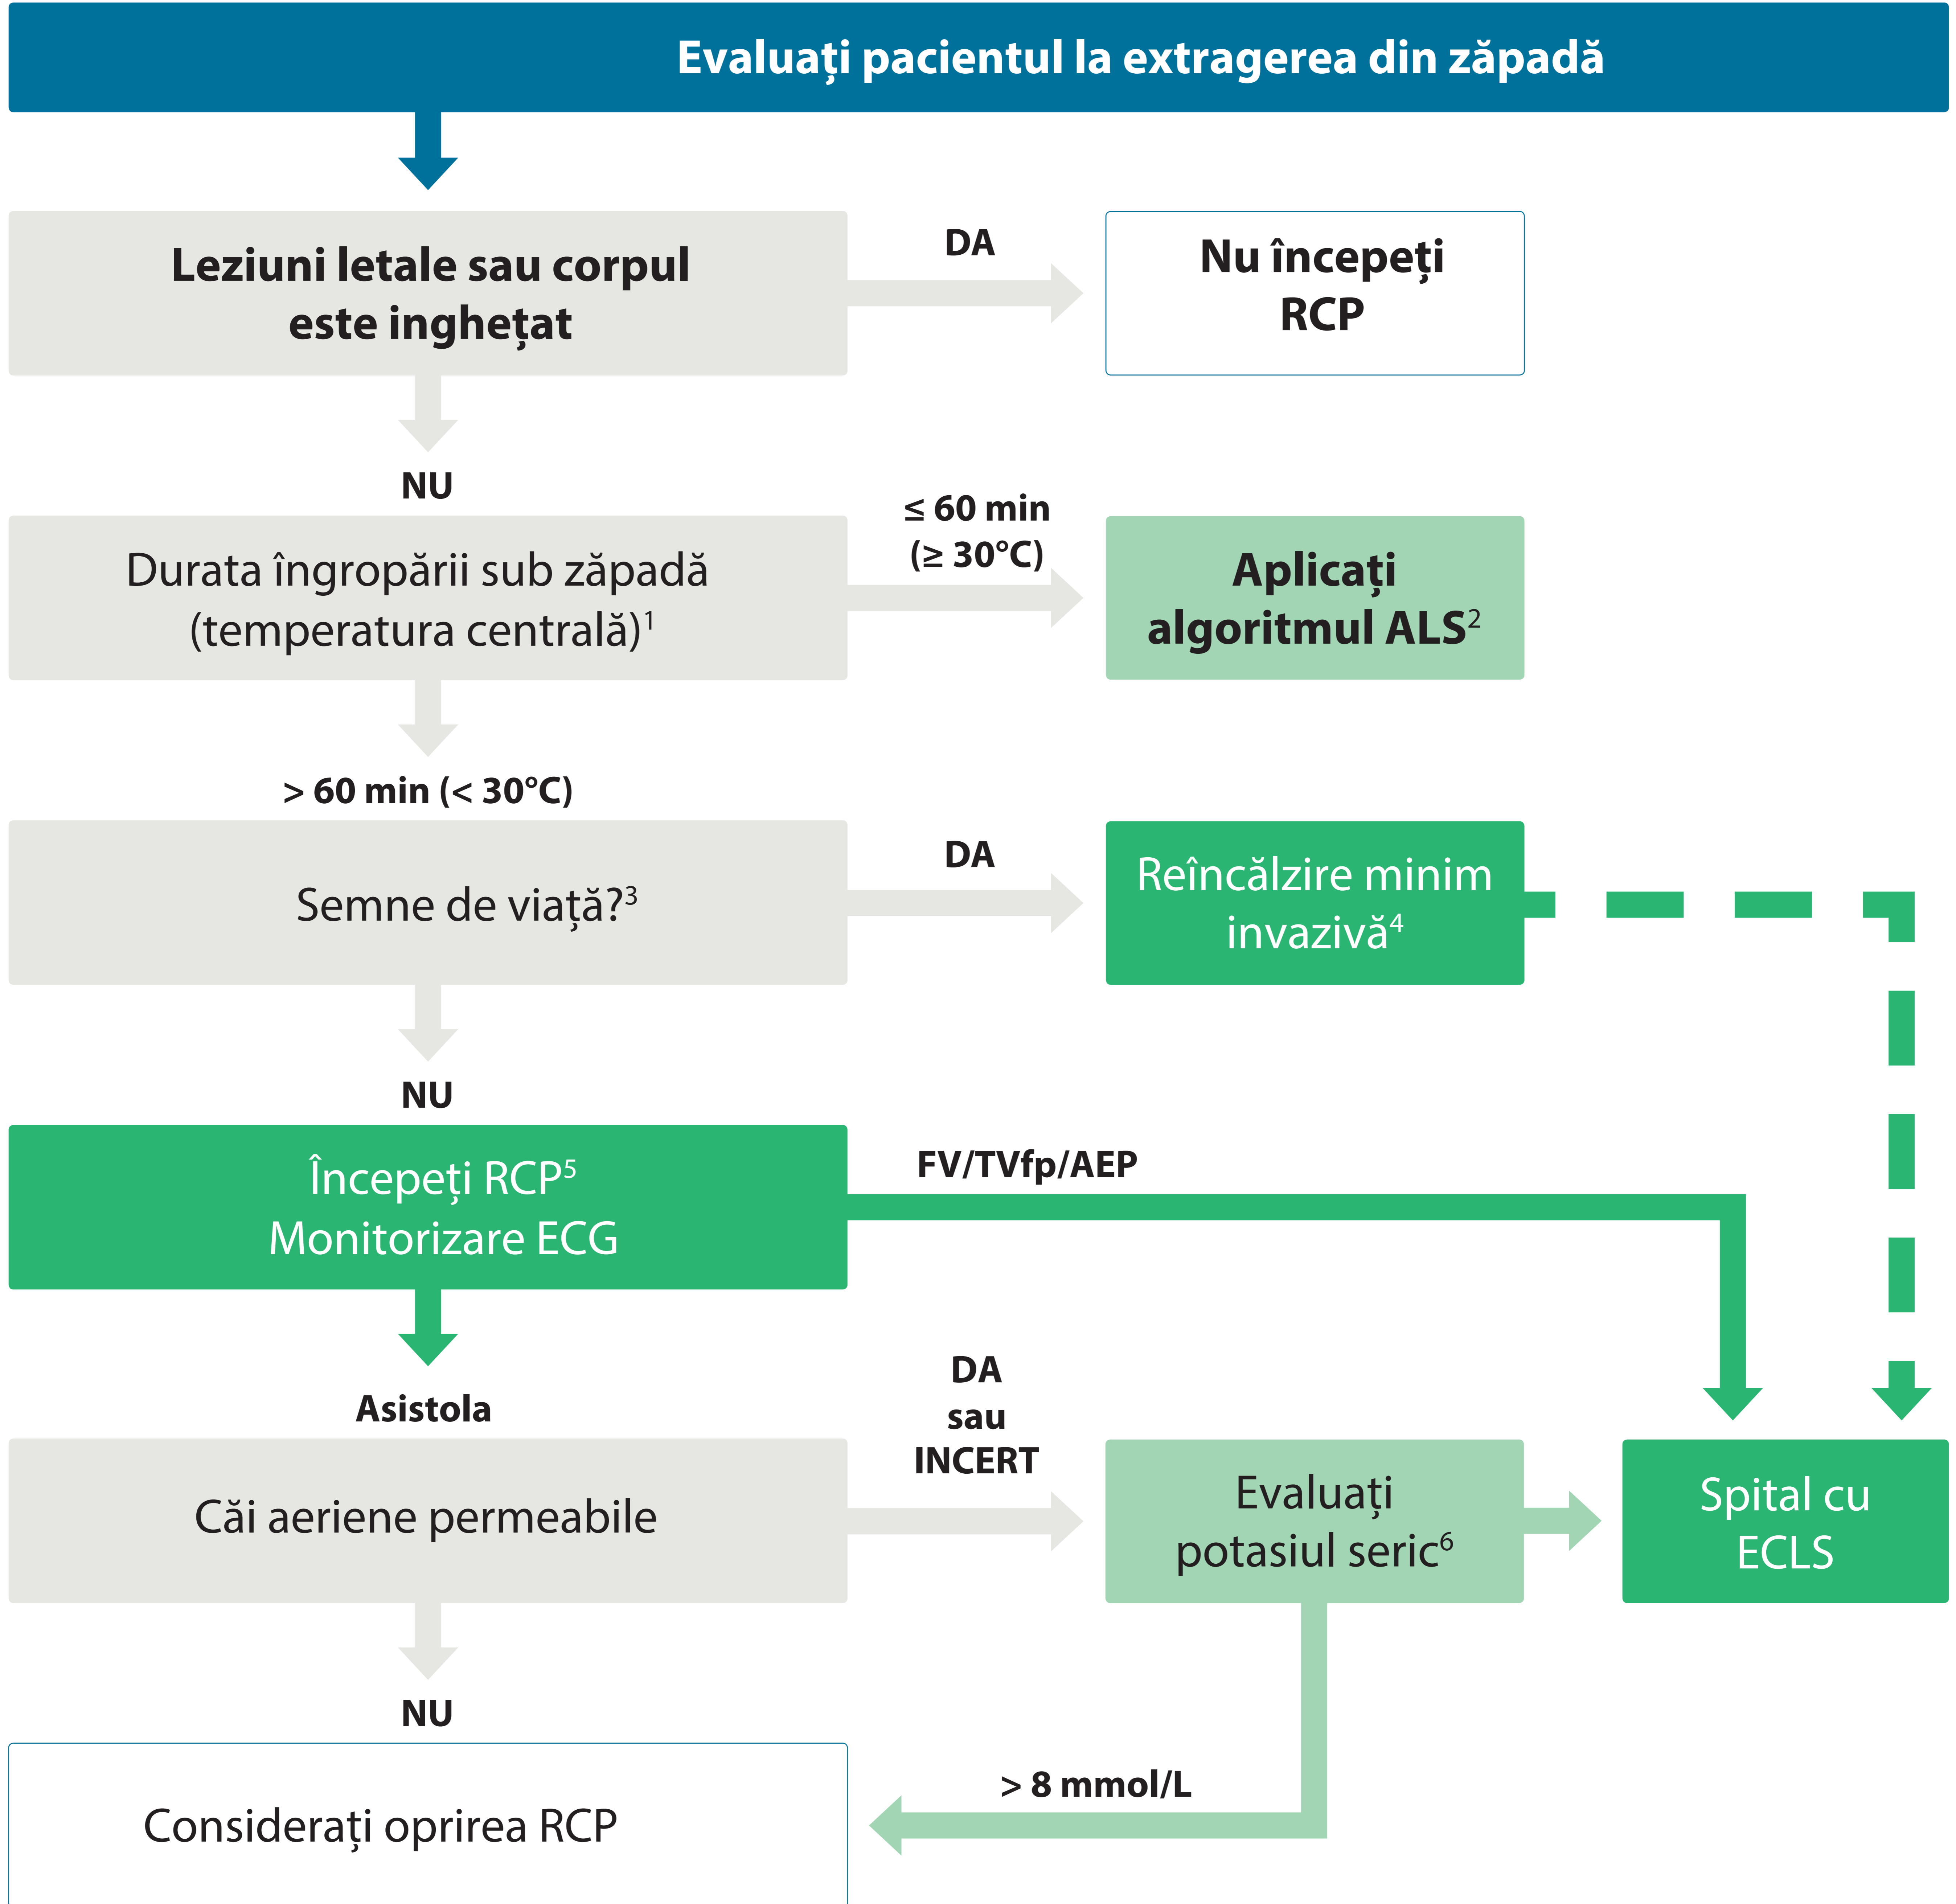 Evaluați pacientul la extragerea din zăpadă
Leziuni letale sau corpul
este inghețat
DA
Nu începeți
RCP
NU
Durata îngropării sub zăpadă
(temperatura centrală)1
≤ 60 min
(≥ 30°C)
Aplicați
algoritmul ALS2
> 60 min (< 30°C)
Semne de viață?3
DA
Reîncălzire minim
invazivă4
NU
Începeți RCP5
Monitorizare ECG
FV/TVfp/AEP
Asistola
Căi aeriene permeabile
DA
sau
INCERT
Evaluați
potasiul seric6
Spital cu
ECLS
NU
> 8 mmol/L
Considerați oprirea RCP